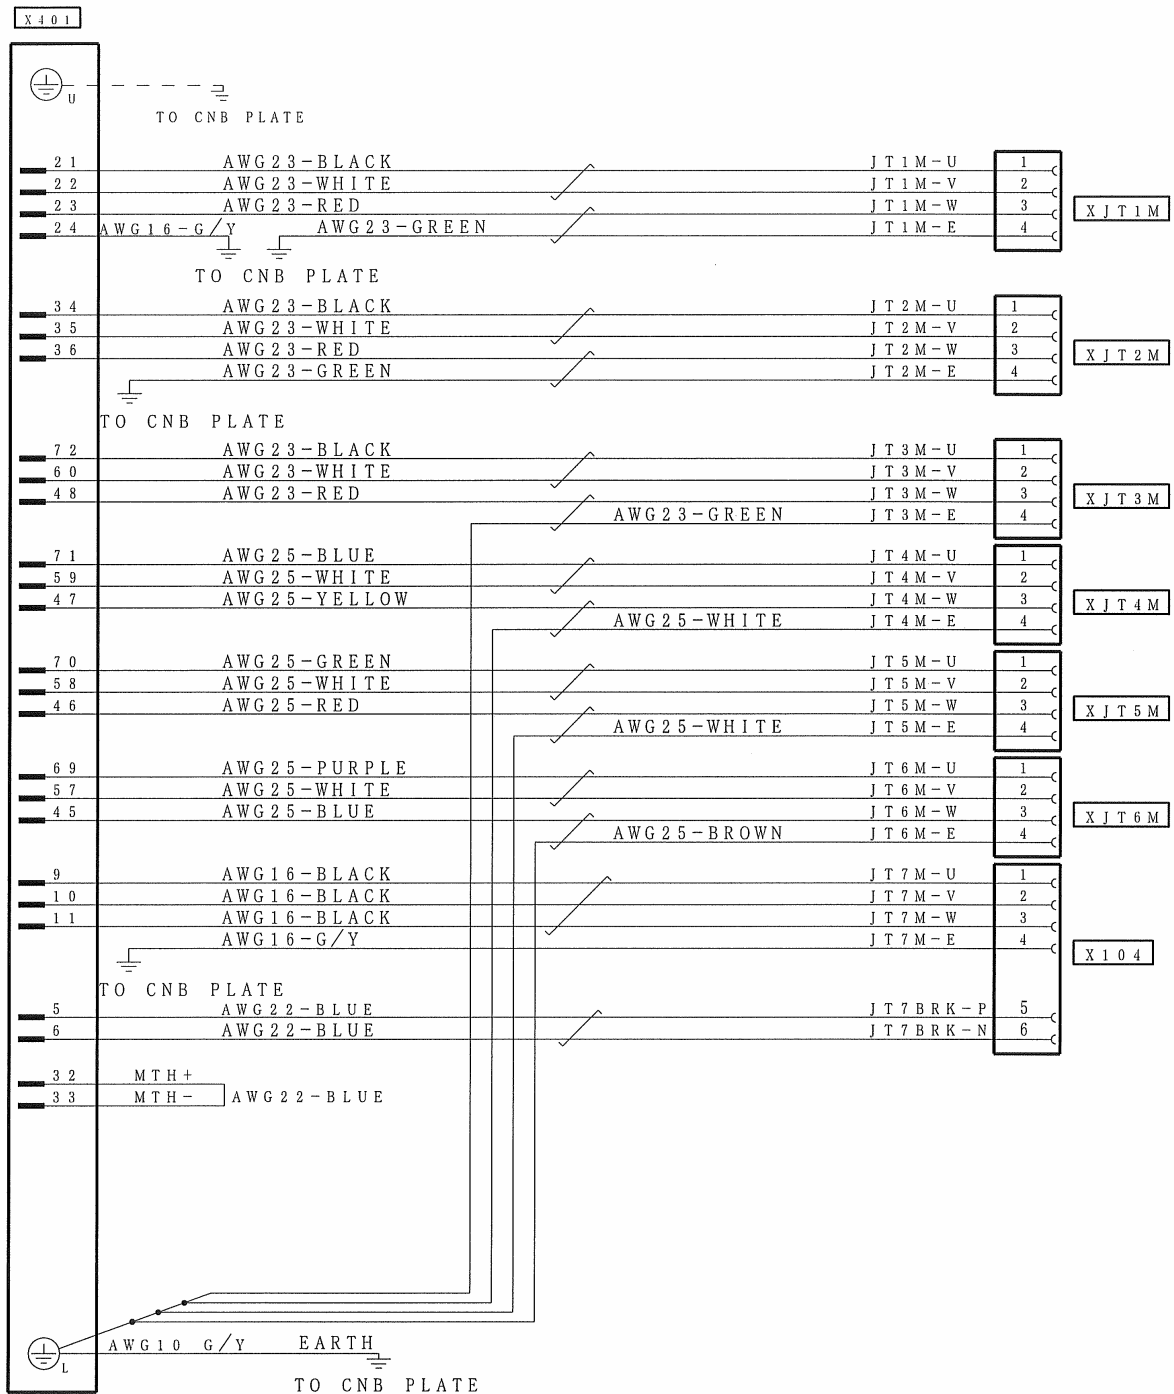 X401
U
TO CNB PLATE
21 AWG23-BLACK JT1M-U 1
22 AWG23-WHITE JT1M-V 2
23 AWG23-RED JT1M-W 3
XJT1M
24 AWG16-G/Y AWG23-GREEN JT1M-E 4
TO CNB PLATE
34 AWG23-BLACK JT2M-U 1
35 AWG23-WHITE JT2M-V 2
36 AWG23-RED JT2M-W 3
XJT2M
AWG23-GREEN JT2M-E 4
TO CNB PLATE
72 AWG23-BLACK JT3M-U 1
60 AWG23-WHITE JT3M-V 2
48 AWG23-RED JT3M-W 3
XJT3M
AWG23-GREEN JT3M-E 4
71 AWG25-BLUE JT4M-U 1
59 AWG25-WHITE JT4M-V 2
47 AWG25-YELLOW JT4M-W 3
XJT4M
AWG25-WHITE JT4M-E 4
70 AWG25-GREEN JT5M-U 1
58 AWG25-WHITE JT5M-V 2
46 AWG25-RED JT5M-W 3
XJT5M
AWG25-WHITE JT5M-E 4
69 AWG25-PURPLE JT6M-U 1
57 AWG25-WHITE JT6M-V 2
45 AWG25-BLUE JT6M-W 3
XJT6M
AWG25-BROWN JT6M-E 4
9 AWG16-BLACK JT7M-U 1
10 AWG16-BLACK JT7M-V 2
11 AWG16-BLACK JT7M-W 3
AWG16-G/Y JT7M-E 4
X104
TO CNB PLATE
5 AWG22-BLUE JT7BRK-P 5
6 AWG22-BLUE JT7BRK-N 6
32 MTH+
33 MTH- AWG22-BLUE
AWG10 G/Y EARTH
L
TO CNB PLATE